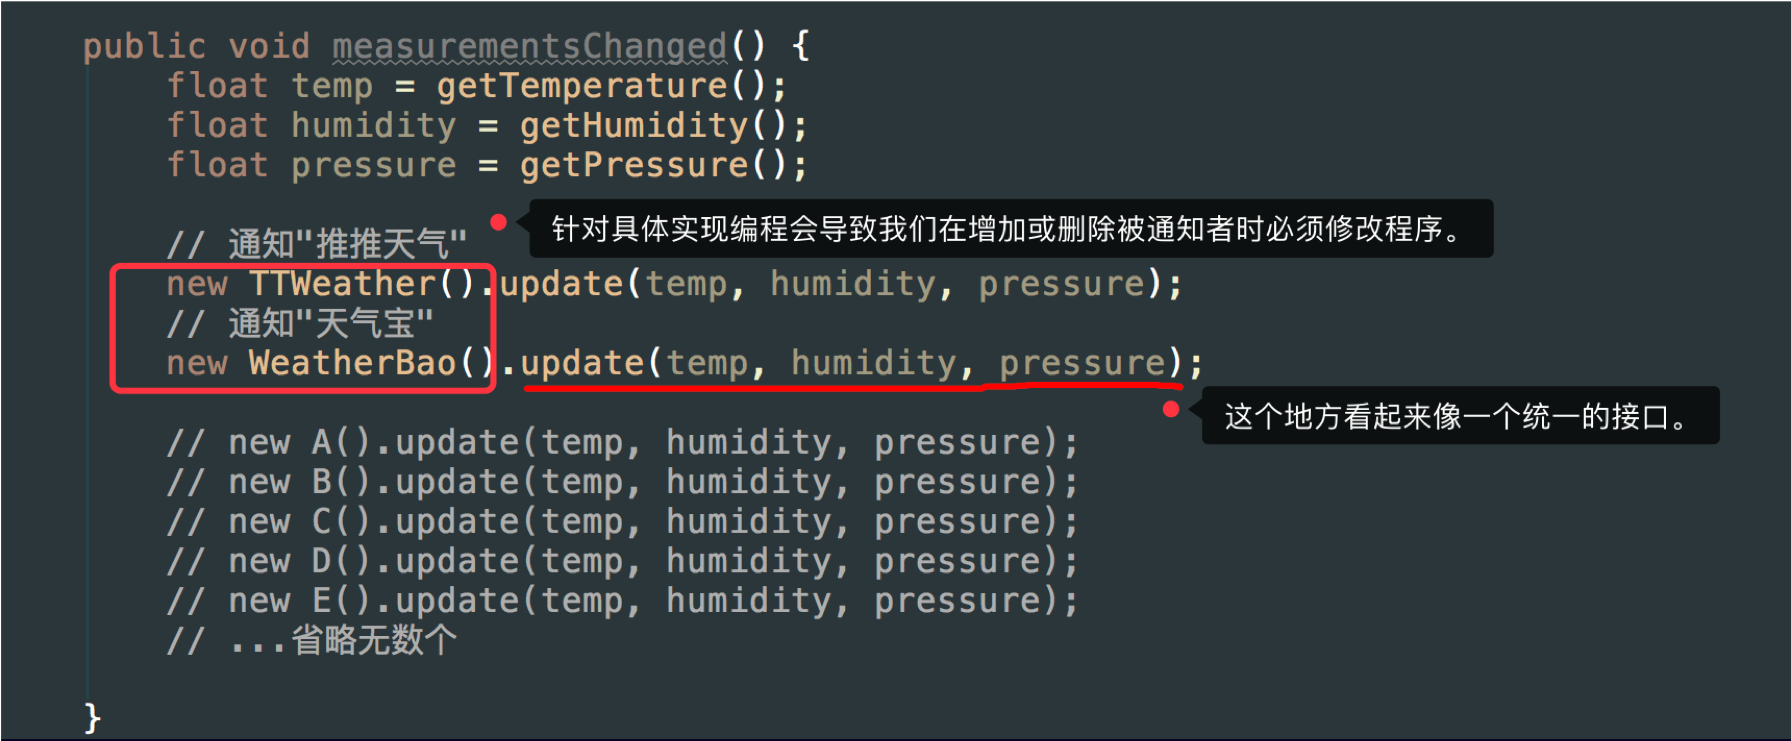 public void measurementsChanged() {
float temp = getTemperature();
float humidity = getHumidity();
float pressure = getPressure();
针对具体实现编程会导致我们在增加或删除被通知者时必须修改程序。
// 通知"推推天气"
new TTWeather().update(temp, humidity, pressure);
// 通知"天气宝"
new WeatherBao().update(temp, humidity, pressure);
这个地方看起来像一个统一的接口。
// new A().update(temp, humidity, pressure);
// new B().update(temp, humidity, pressure);
// new C().update(temp, humidity, pressure);
// new D().update(temp, humidity, pressure);
// new E().update(temp, humidity, pressure);
// ...省略无数个
}